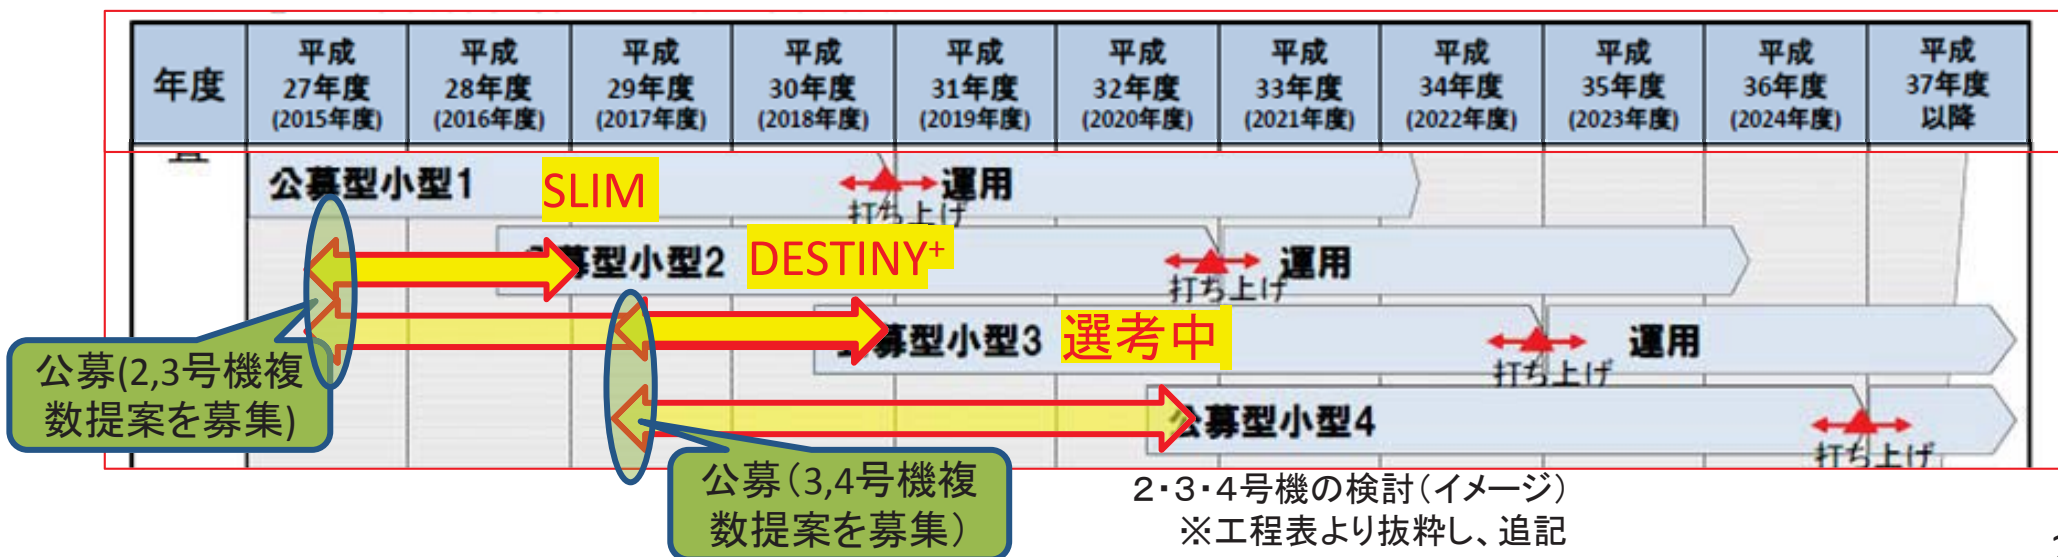 年度
平成
27年度
(2015年度)
平成
28年度
(2016年度)
平成
29年度
(2017年度)
平成
30年度
(2018年度)
平成
31年度
(2019年度)
平成
32年度
(2020年度)
平成
33年度
(2021年度)
平成
34年度
(2022年度)
平成
35年度
(2023年度)
平成
36年度
(2024年度)
平成
37年度
以降
公募型小型1
SLIM
運用
打ち上げ
募型小型2
DESTINY+
運用
打ち上げ
募型小型3
選考中
運用
打ち上げ
公募型小型4
打ち上げ
公募(2,3号機複
数提案を募集)
公募(3,4号機複
数提案を募集)
2・3・4号機の検討(イメージ)
※工程表より抜粋し、追記